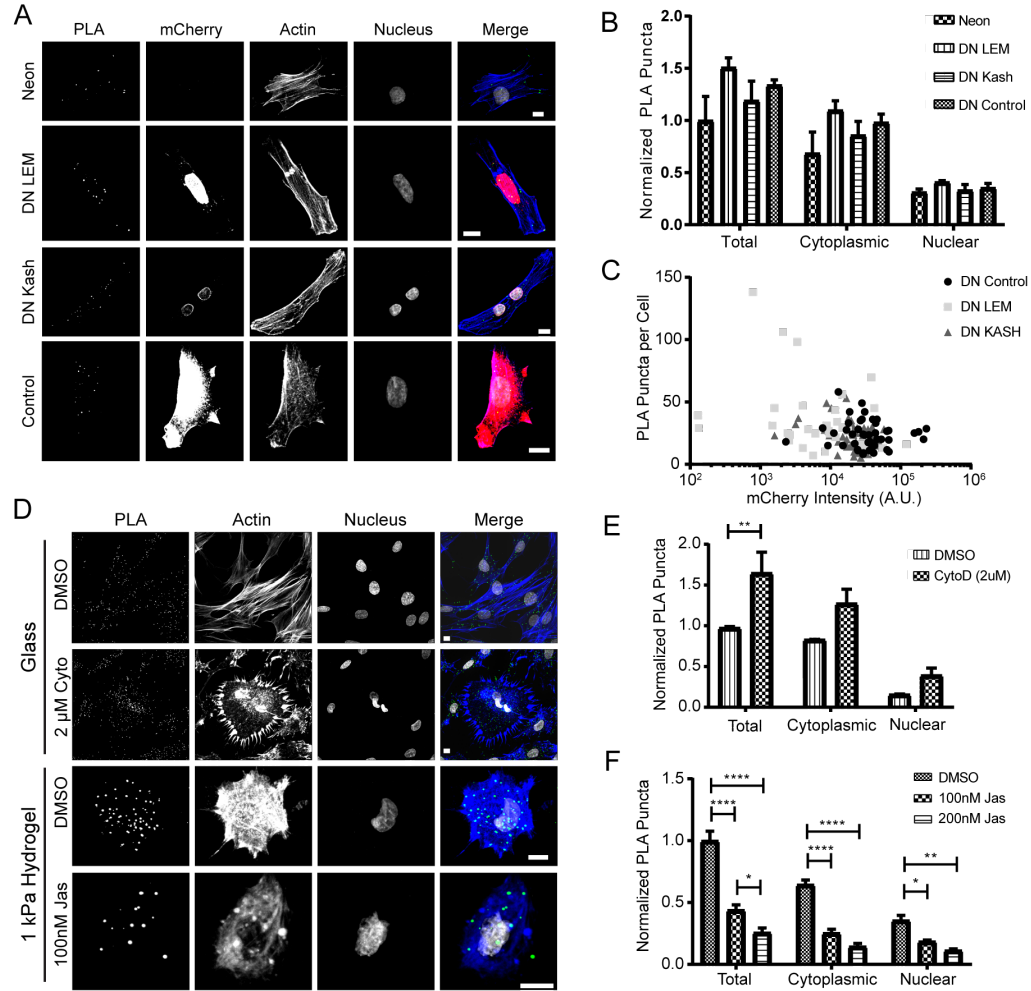 A
PLA mCherry Actin Nucleus Merge
Neon
DN LEM
DN Kash
Control
B
Normalized PLA Puncta
2.0
1.5
1.0
0.5
0.0
Total Cytoplasmic Nuclear
Neon
DN LEM
DN Kash
DN Control
C
PLA Puncta per Cell
150
100
50
0
10² 10³ 10⁴ 10⁵ 10⁶
mCherry Intensity (A.U.)
DN Control
DN LEM
DN KASH
D
PLA Actin Nucleus Merge
Glass
DMSO
2 µM Cyto
1 kPa Hydrogel
DMSO
100nM Jas
E
Normalized PLA Puncta
2.0
1.5
1.0
0.5
0.0
**
Total Cytoplasmic Nuclear
DMSO
CytoD (2uM)
F
Normalized PLA Puncta
1.5
1.0
0.5
0.0
****
****
*
****
****
**
*
Total Cytoplasmic Nuclear
DMSO
100nM Jas
200nM Jas